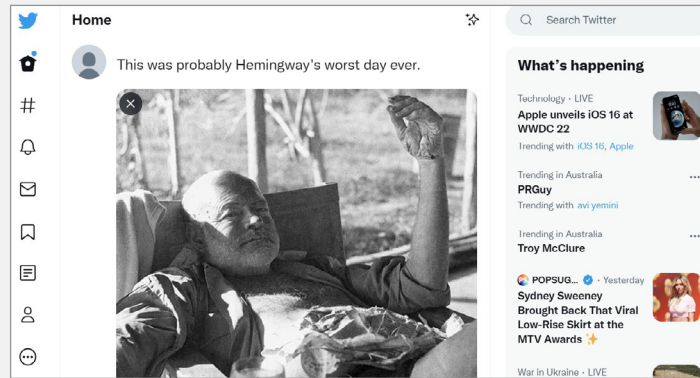 Home
Search Twitter
This was probably Hemingway's worst day ever.
What's happening
Technology · LIVE
Apple unveils iOS 16 at
WWDC 22
Trending with iOS 16, Apple
Trending in Australia
PRGuy
Trending with avi yemini
Trending in Australia
Troy McClure
POPSUG... · Yesterday
Sydney Sweeney
Brought Back That Viral
Low-Rise Skirt at the
MTV Awards ✨
War in Ukraine · LIVE